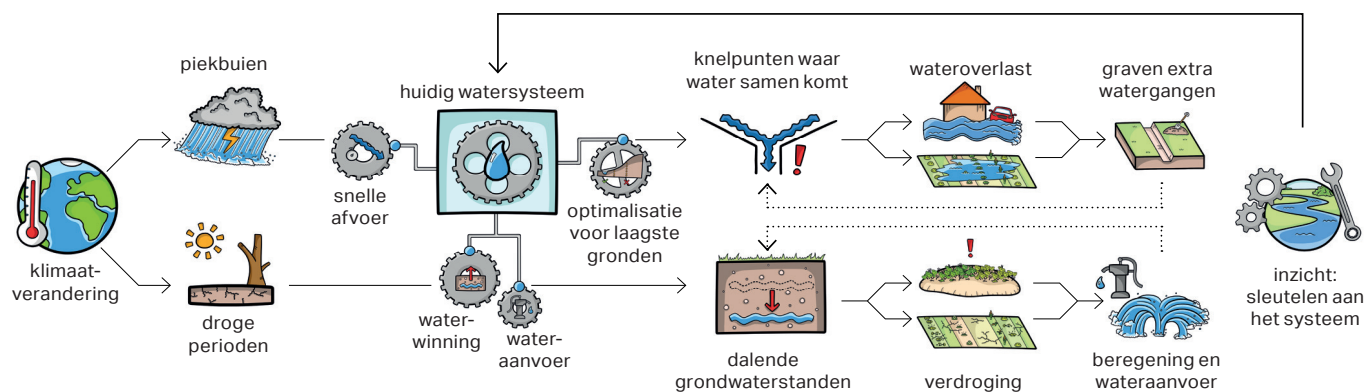 klimaat-
verandering
piekbuien
droge
perioden
snelle
afvoer
huidig watersysteem
water-
winning
water-
aanvoer
optimalisatie
voor laagste
gronden
knelpunten waar
water samen komt
!
wateroverlast
graven extra
watergangen
dalende
grondwaterstanden
!
verdroging
beregening en
wateraanvoer
inzicht:
sleutelen aan
het systeem